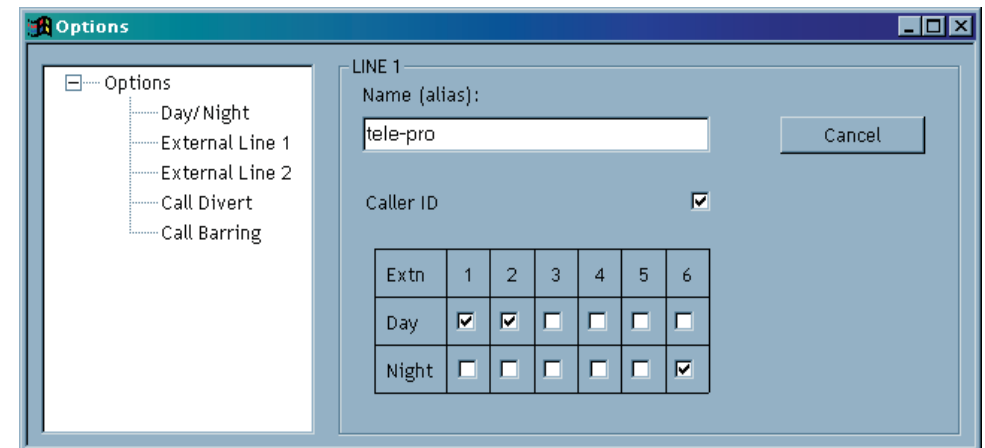 Options
Options
Day/Night
External Line 1
External Line 2
Call Divert
Call Barring
LINE 1
Name (alias):
tele-pro
Cancel
Caller ID
Extn 1 2 3 4 5 6
Day
Night